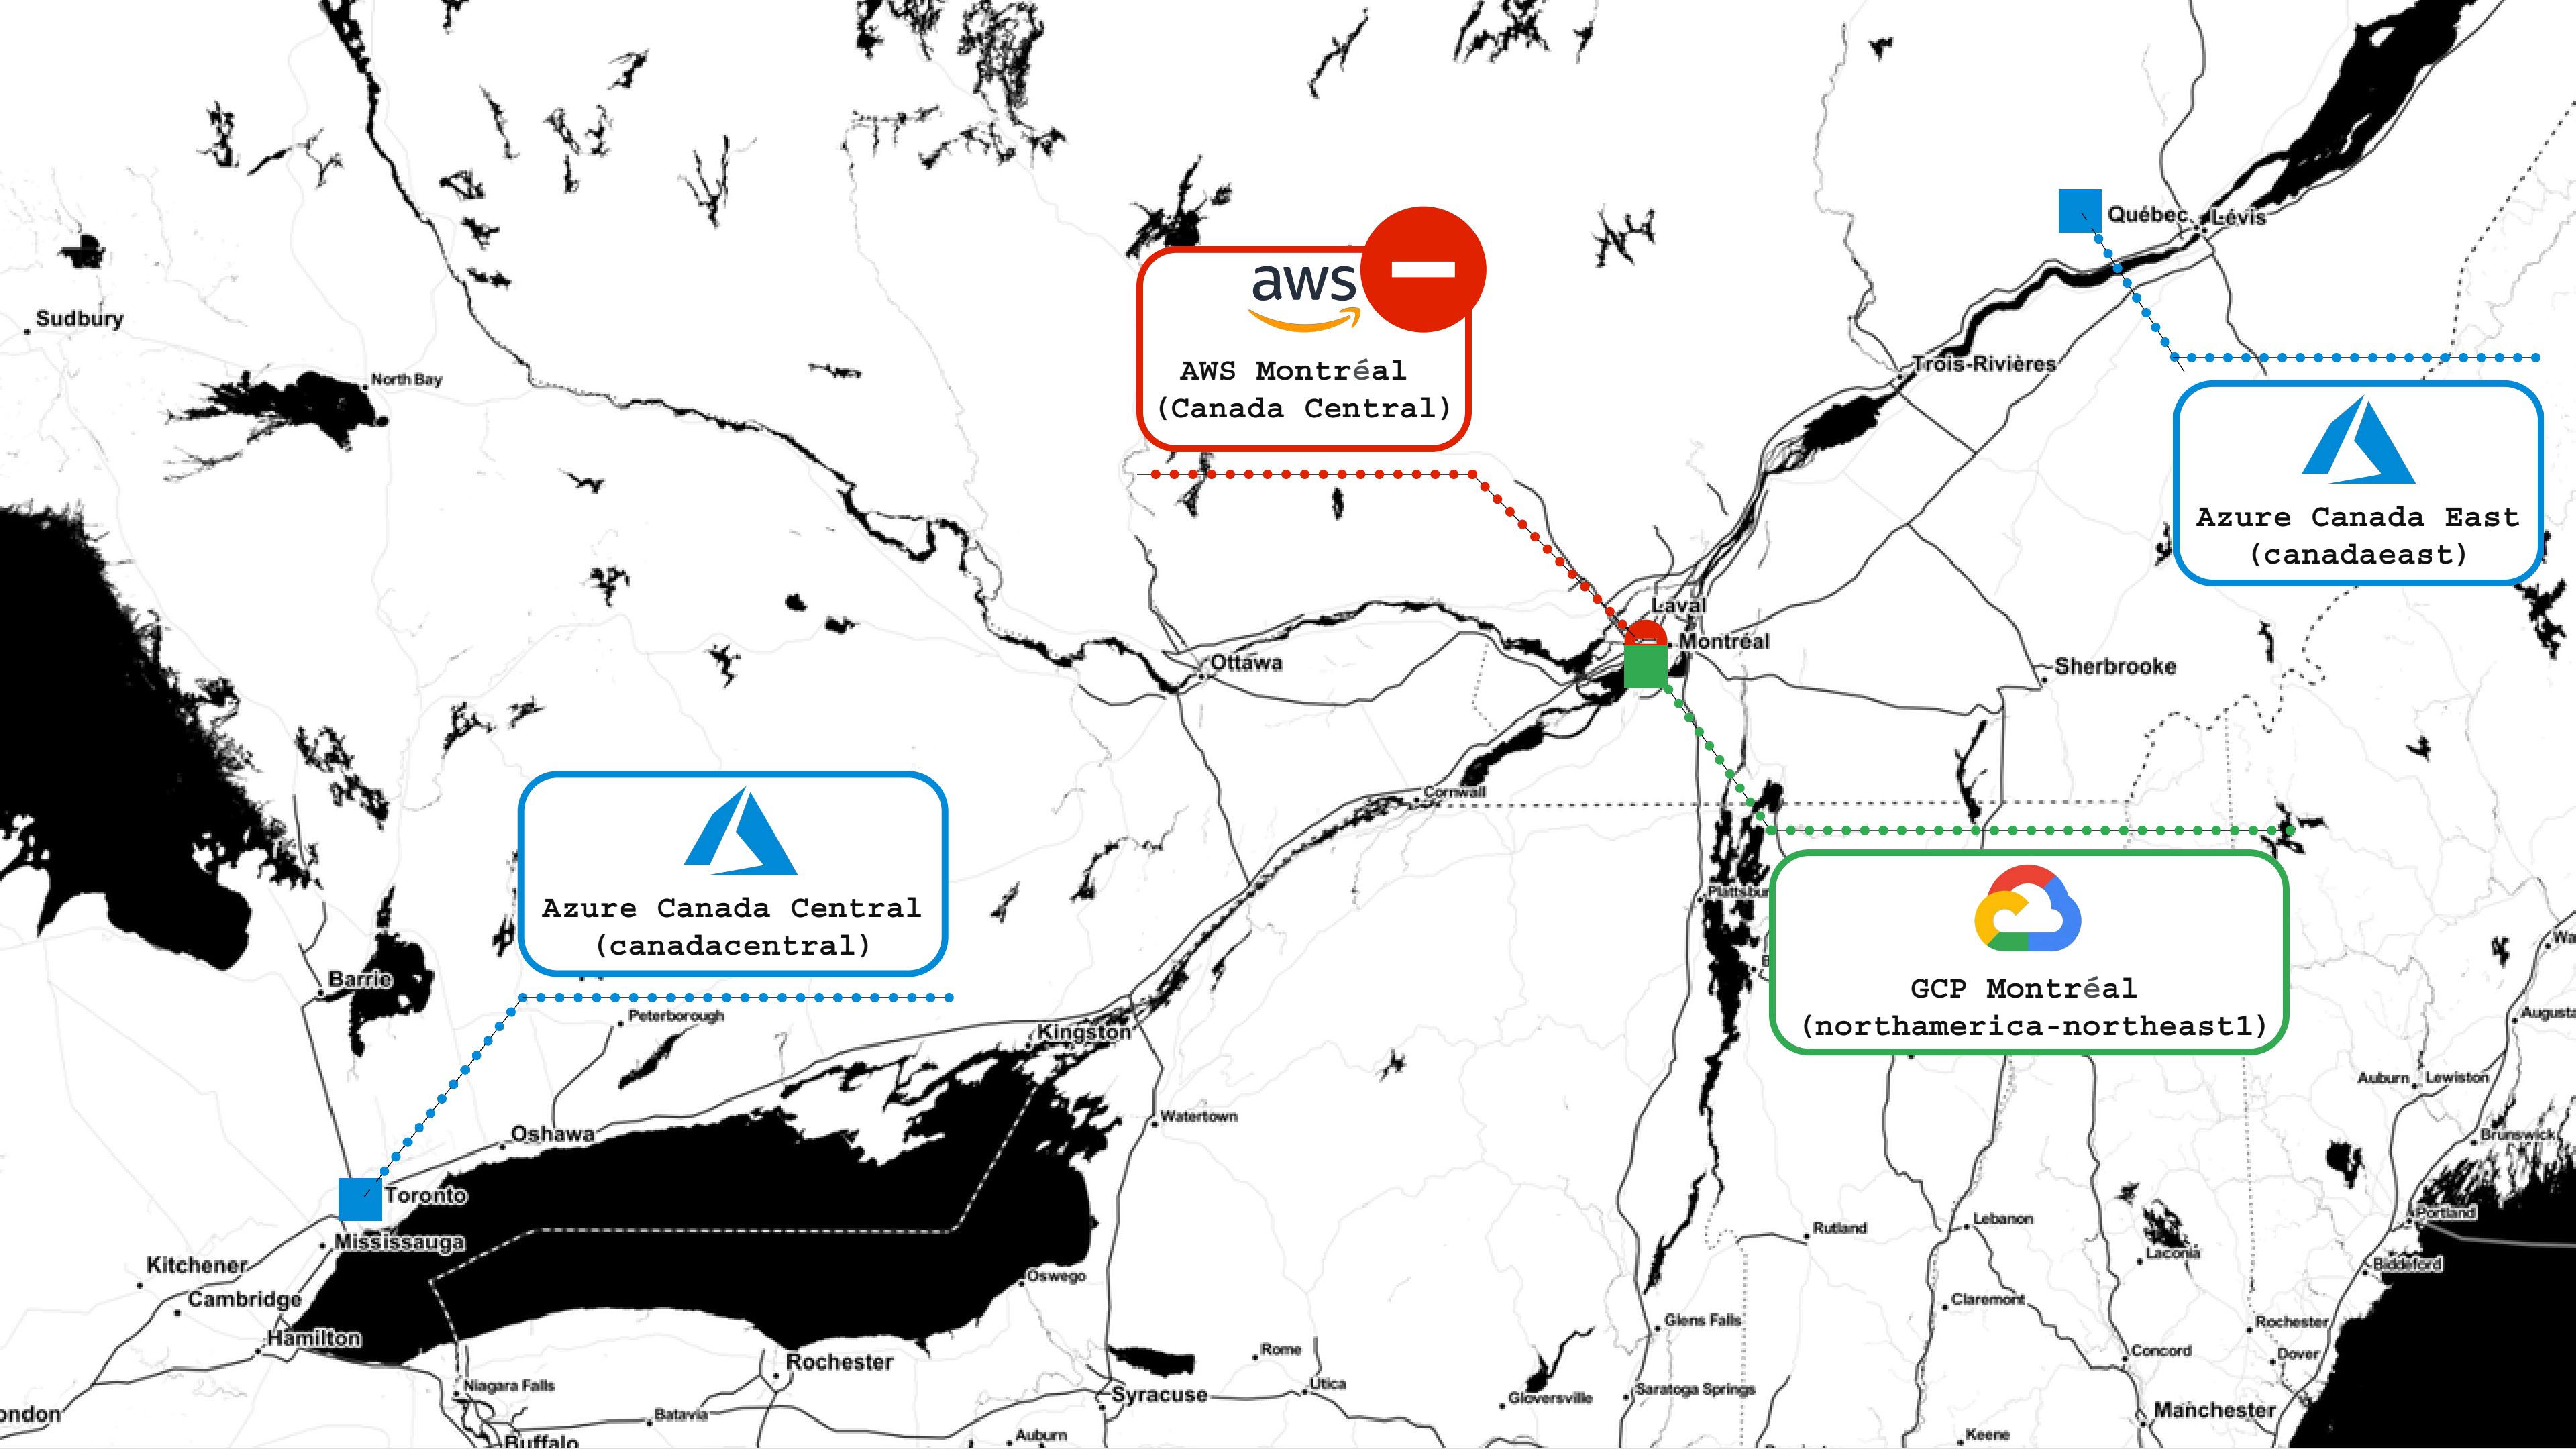 Québec
Lévis
aws
AWS Montréal
(Canada Central)
Sudbury
North Bay
Trois-Rivières
Azure Canada East
(canadaeast)
Laval
Montréal
Ottawa
Sherbrooke
Cornwall
Azure Canada Central
(canadacentral)
Plattsbur
GCP Montréal
(northamerica-northeast1)
Wa
Barrie
Augusta
Peterborough
Kingston
Auburn
Lewiston
Watertown
Oshawa
Brunswick
Toronto
Portland
Mississauga
Rutland
Lebanon
Laconia
Kitchener
Biddeford
Oswego
Cambridge
Claremont
Hamilton
Glens Falls
Rochester
Rome
Concord
Dover
Rochester
Niagara Falls
Utica
Gloversville
Saratoga Springs
Syracuse
Manchester
ondon
Batavia
Auburn
Keene
Buffalo